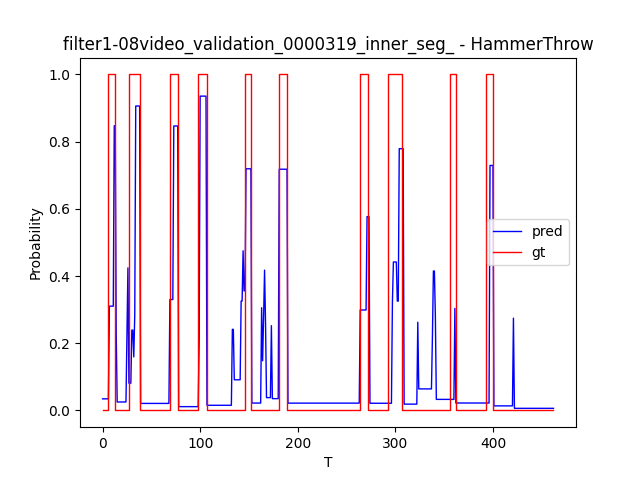 filter1-08video_validation_0000319_inner_seg_ - HammerThrow
1.0
0.8
0.6
0.4
0.2
0.0
Probability
pred
gt
0 100 200 300 400
T